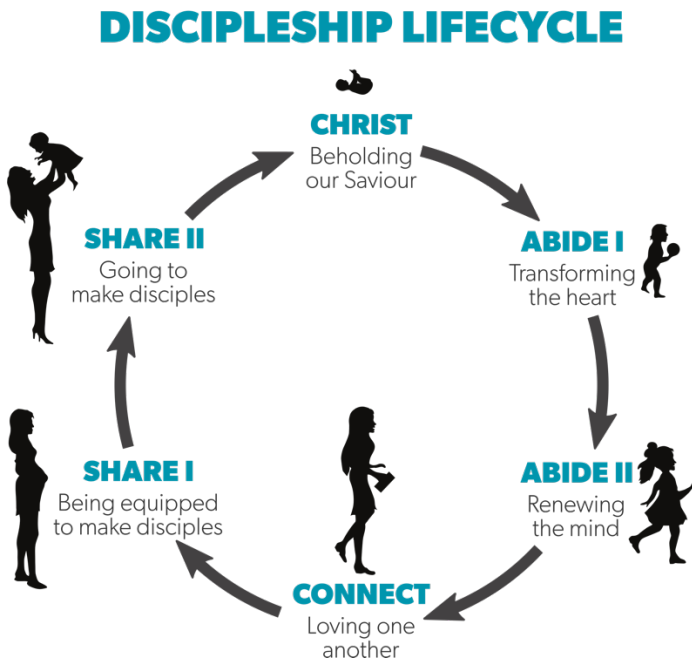 DISCIPLESHIP LIFECYCLE
CHRIST
Beholding
our Saviour
ABIDE I
Transforming
the heart
ABIDE II
Renewing
the mind
CONNECT
Loving one
another
SHARE I
Being equipped
to make disciples
SHARE II
Going to
make disciples